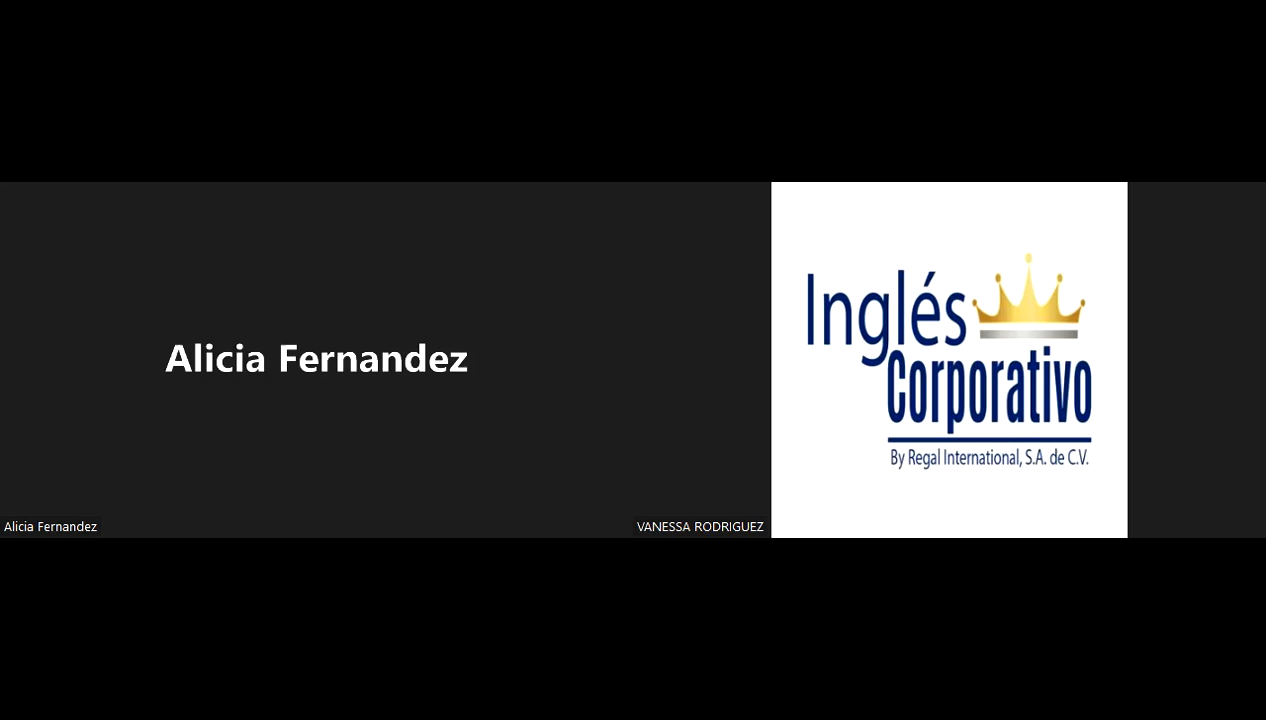 Alicia Fernandez
Alicia Fernandez
VANESSA RODRIGUEZ
Inglés
Corporativo
By Regal International, S.A. de C.V.